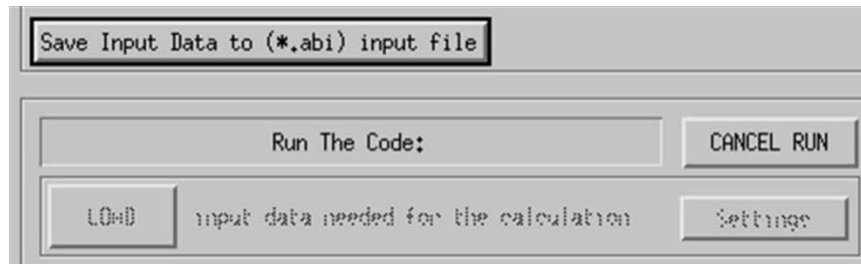 Save Input Data to (*.abi) input file
Run The Code:
CANCEL RUN
LOAD input data needed for the calculation Settings